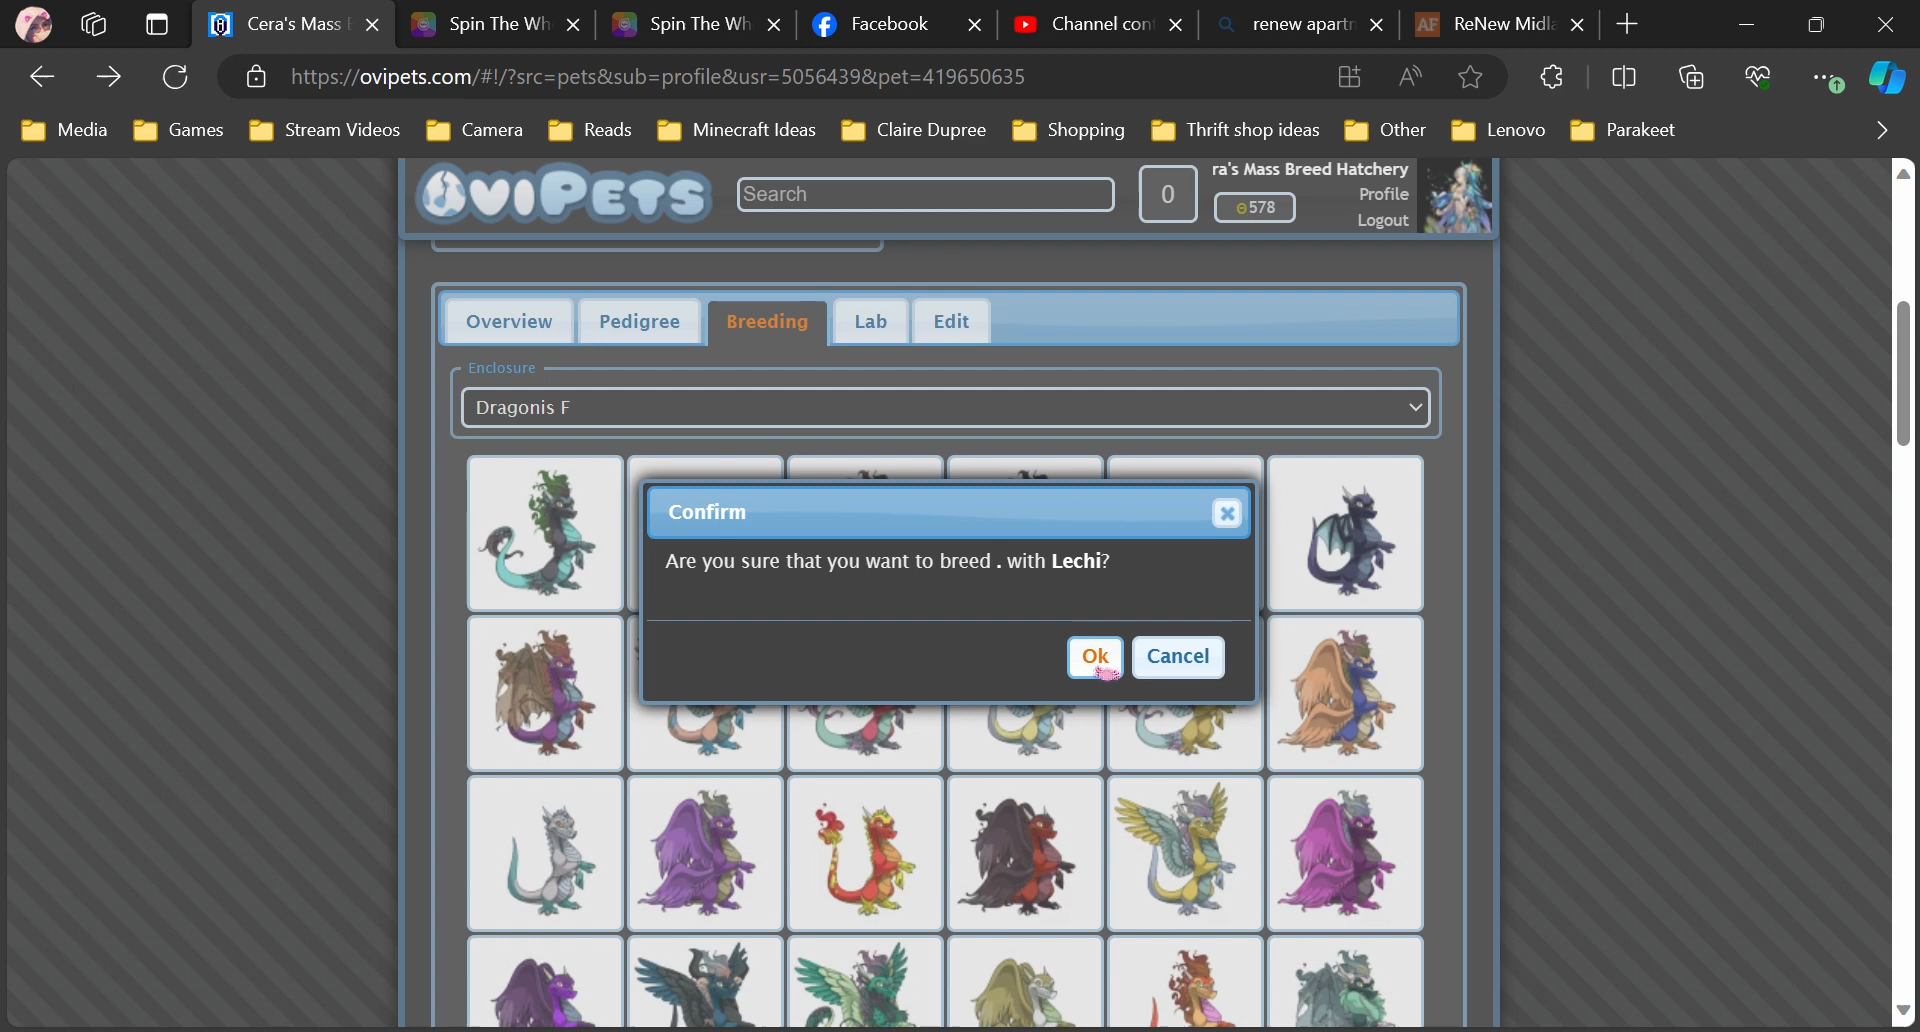 Cera's Mass
Spin The Wh
Spin The Wh
Facebook
Channel con
renew apart
ReNew Midl
https://ovipets.com/#!/?src=pets&sub=profile&usr=5056439&pet=419650635
Media
Games
Stream Videos
Camera
Reads
Minecraft Ideas
Claire Dupree
Shopping
Thrift shop ideas
Other
Lenovo
Parakeet
OviPets
Search
0
ra's Mass Breed Hatchery
578
Profile
Logout
Overview
Pedigree
Breeding
Lab
Edit
Enclosure
Dragonis F
Confirm
Are you sure that you want to breed . with Lechi?
Ok
Cancel